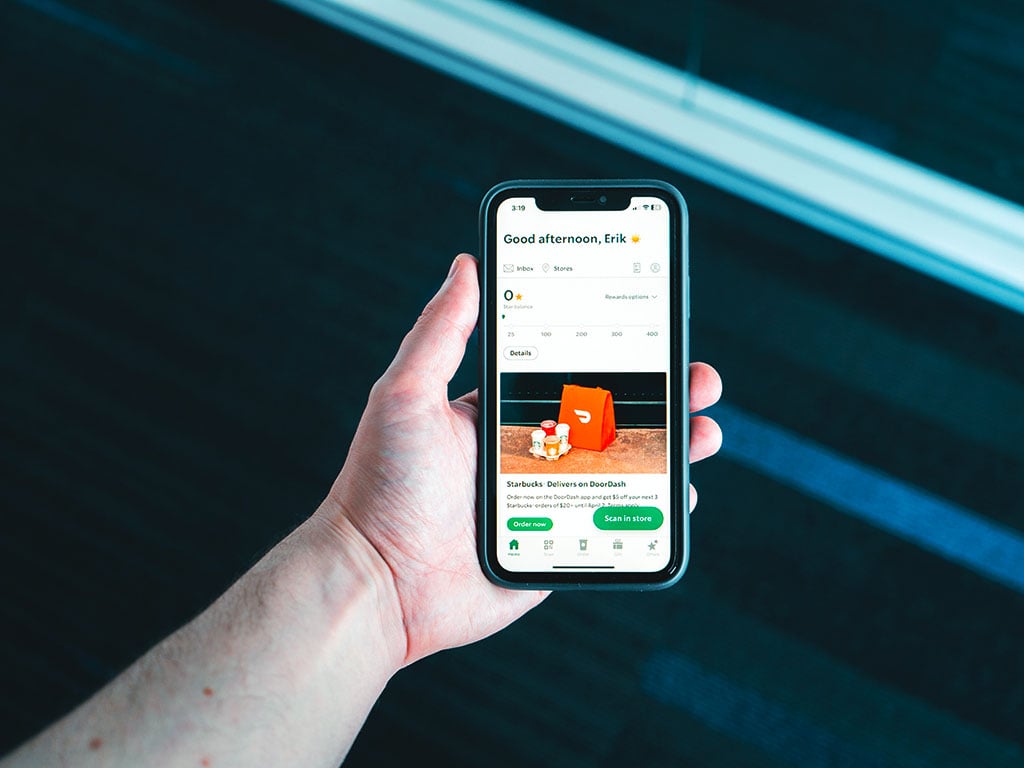 3:19
Good afternoon, Erik
Inbox Stores
0
Star balance
Rewards options
25 100 200 300 400
Details
Starbucks® Delivers on DoorDash
Order now on the DoorDash app and get $5 off your next 3
Starbucks® orders of $20+ until April 2. Terms apply.
Order now
Scan in store
Home Scan Order Gift Offers